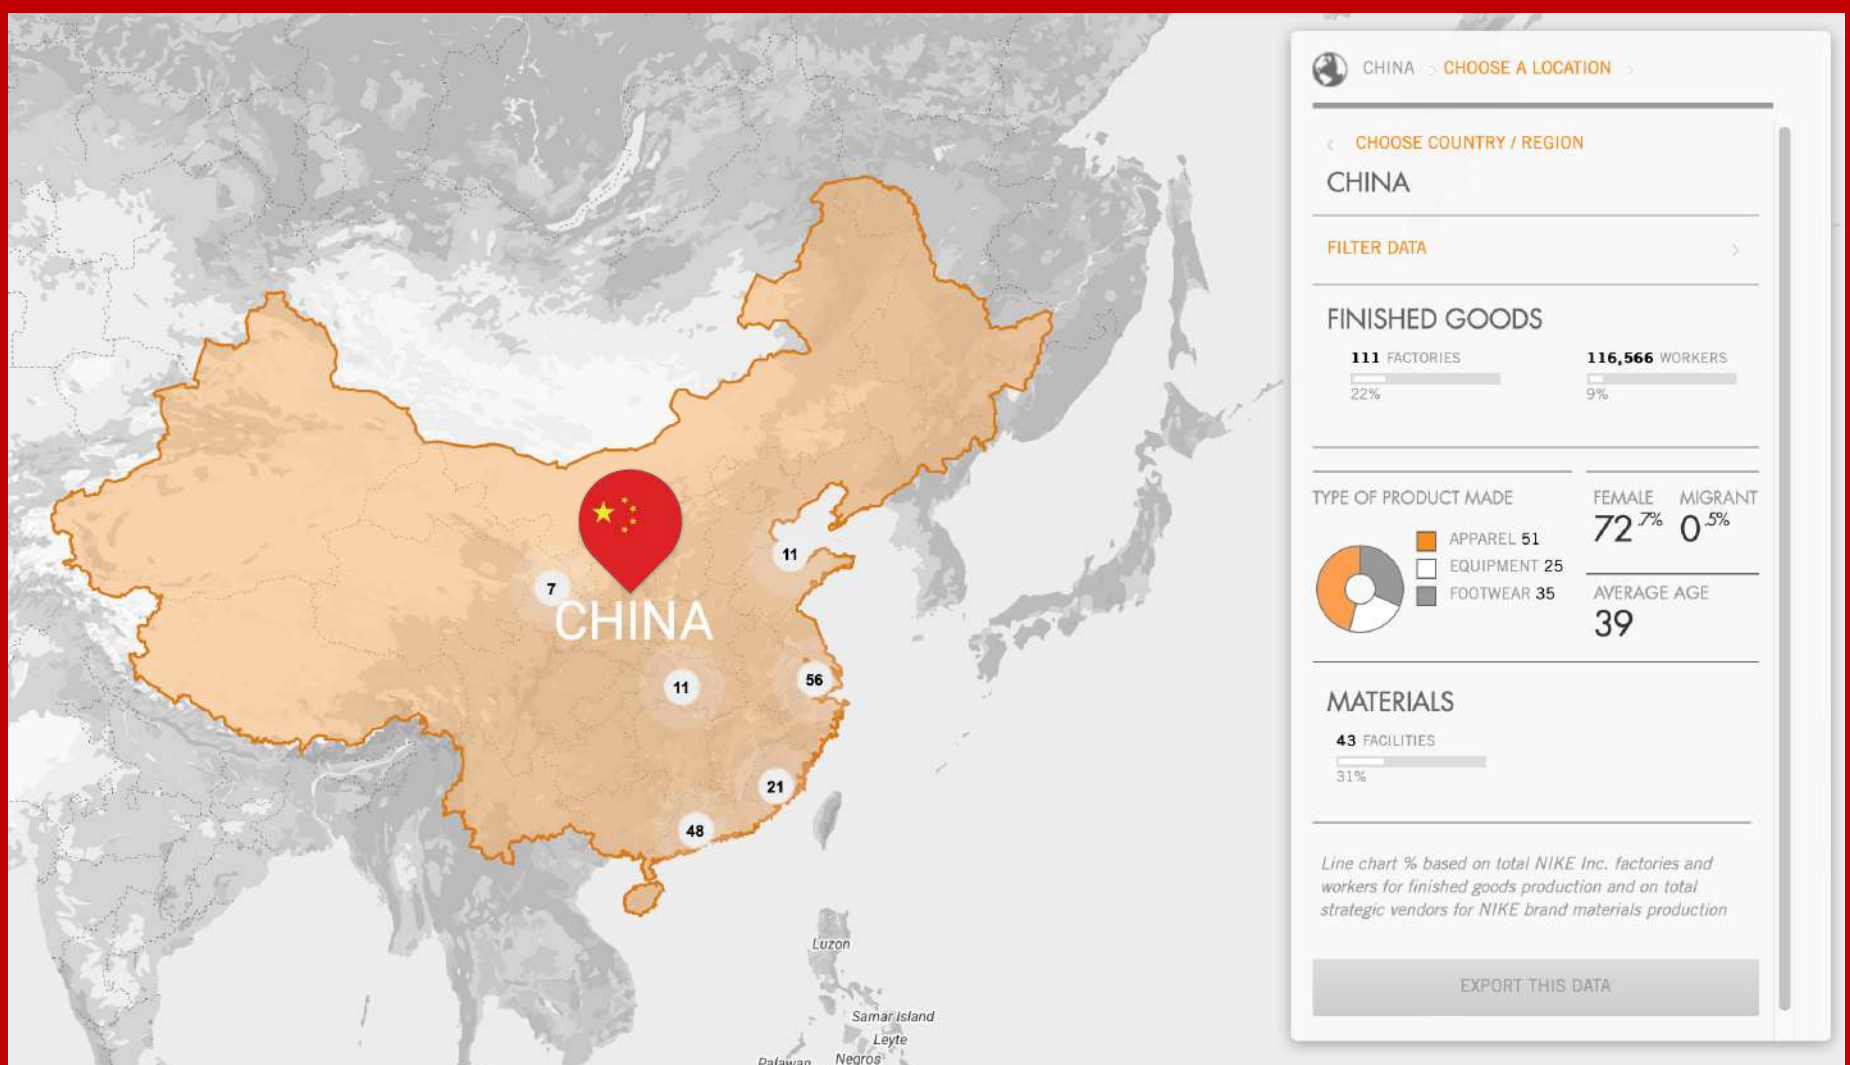 CHINA > CHOOSE A LOCATION >
< CHOOSE COUNTRY / REGION
CHINA
FILTER DATA >
FINISHED GOODS
111 FACTORIES
116,566 WORKERS
22%
9%
TYPE OF PRODUCT MADE
APPAREL 51
EQUIPMENT 25
FOOTWEAR 35
FEMALE
72.7%
MIGRANT
0.5%
AVERAGE AGE
39
MATERIALS
43 FACILITIES
31%
Line chart % based on total NIKE Inc. factories and
workers for finished goods production and on total
strategic vendors for NIKE brand materials production
EXPORT THIS DATA
11
7
CHINA
11
56
21
48
Luzon
Samar Island
Leyte
Negros
Palawan